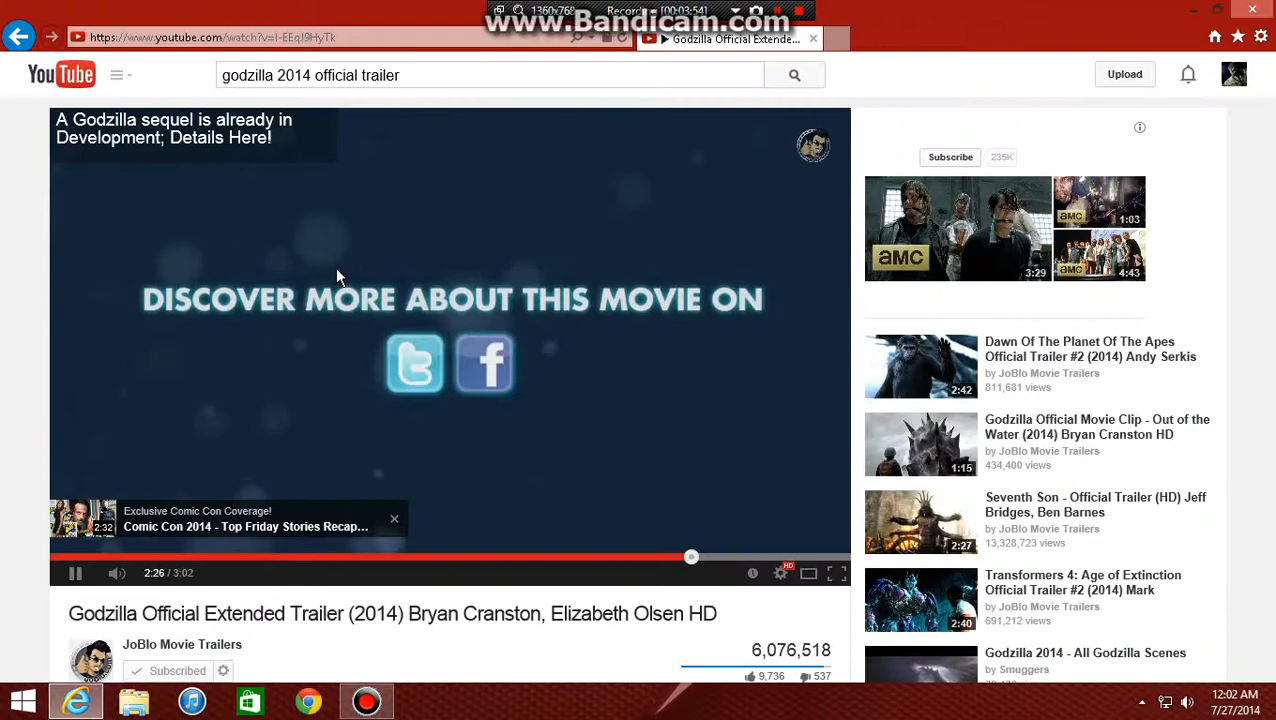 1360x768
Recording [00:03:54]
www.Bandicam.com
https://www.youtube.com/watch?v=I-EEqJ9HyTk
Godzilla Official Extende...
YouTube
godzilla 2014 official trailer
Upload
A Godzilla sequel is already in
Development; Details Here!
DISCOVER MORE ABOUT THIS MOVIE ON
Exclusive Comic Con Coverage!
Comic Con 2014 - Top Friday Stories Recap...
2:32
2:26 / 3:02
HD
Godzilla Official Extended Trailer (2014) Bryan Cranston, Elizabeth Olsen HD
JoBlo Movie Trailers
Subscribed
6,076,518
9,736
537
Subscribe
235K
amc
3:29
amc
1:03
amc
4:43
Dawn Of The Planet Of The Apes
Official Trailer #2 (2014) Andy Serkis
by JoBlo Movie Trailers
811,681 views
2:42
Godzilla Official Movie Clip - Out of the
Water (2014) Bryan Cranston HD
by JoBlo Movie Trailers
434,400 views
1:15
Seventh Son - Official Trailer (HD) Jeff
Bridges, Ben Barnes
by JoBlo Movie Trailers
13,328,723 views
2:27
Transformers 4: Age of Extinction
Official Trailer #2 (2014) Mark
by JoBlo Movie Trailers
691,212 views
2:40
Godzilla 2014 - All Godzilla Scenes
by Smuggers
12:02 AM
7/27/2014